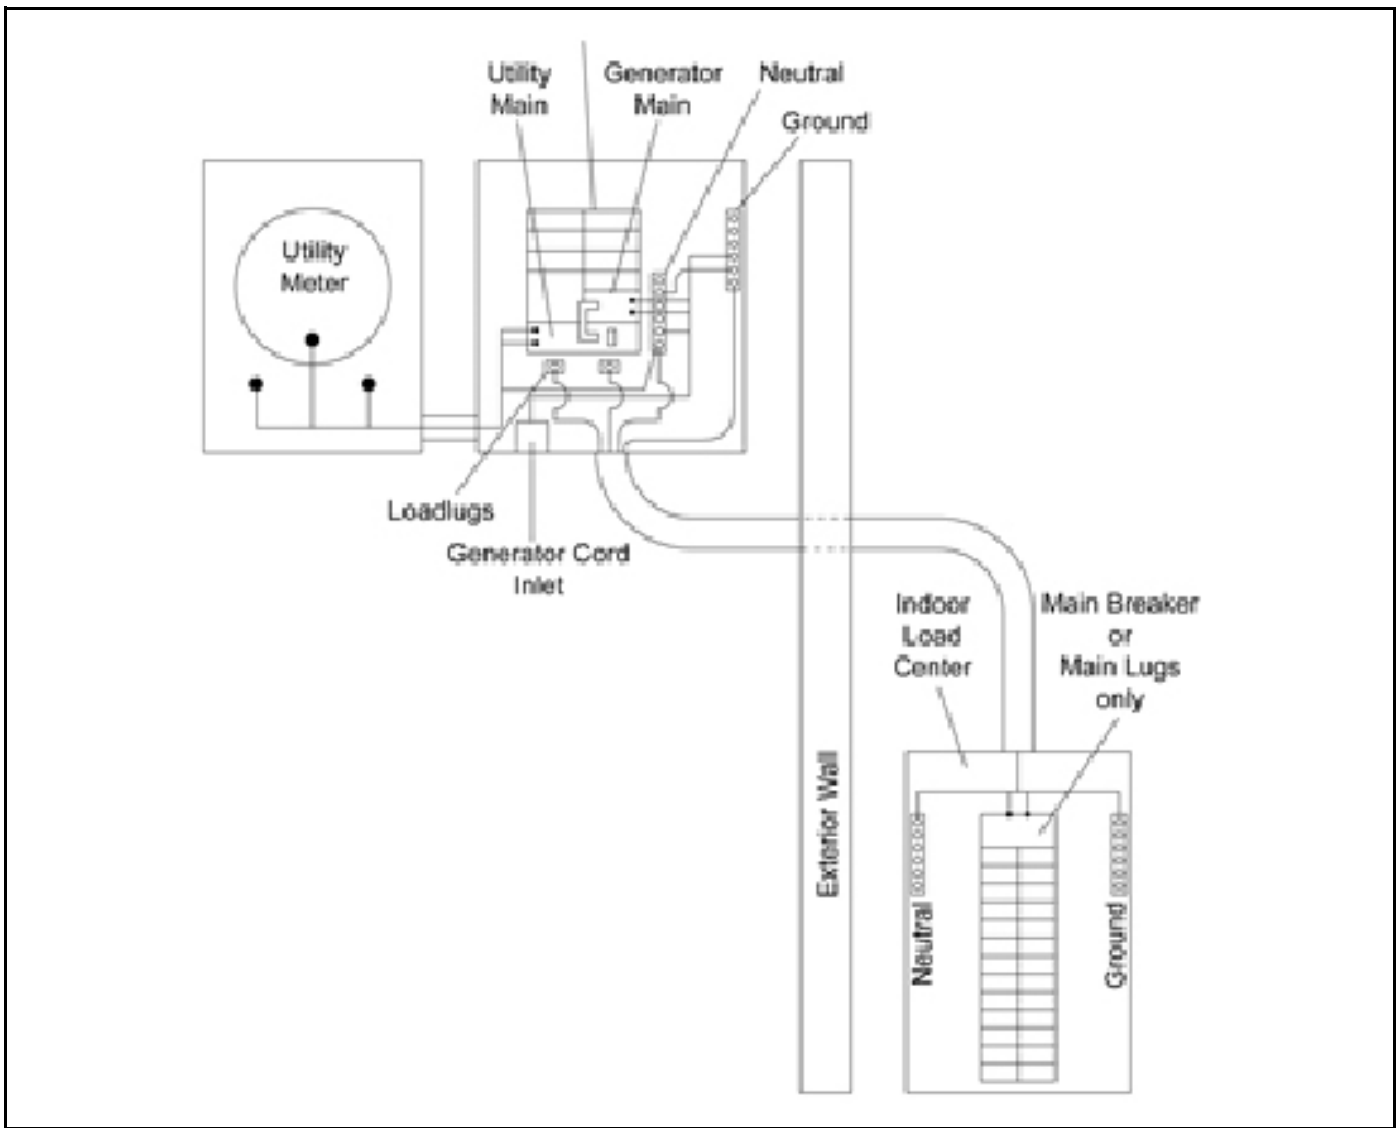 Utility
Main
Generator
Main
Neutral
Ground
Utility
Meter
Loadlugs
Generator Cord
Inlet
Indoor
Load
Center
Main Breaker
or
Main Lugs
only
Exterior Wall
Neutral
Ground